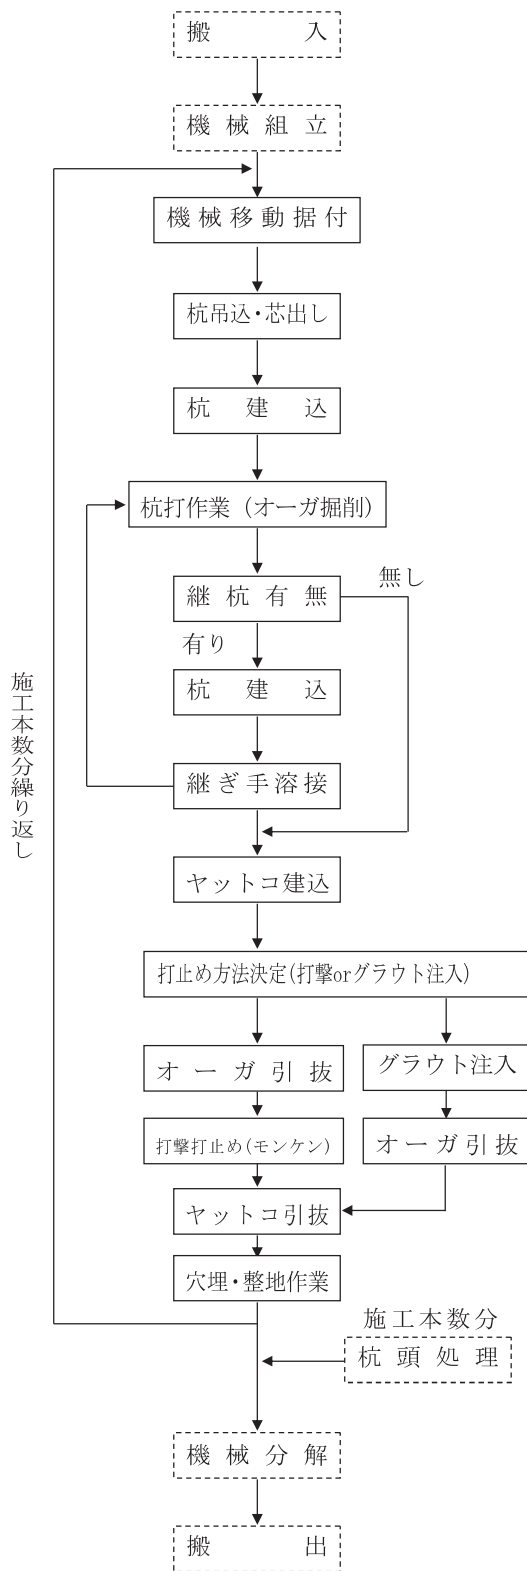 搬入
機械組立
機械移動据付
杭吊込・芯出し
杭建込
杭打作業（オーガ掘削）
継杭有無
無し
有り
杭建込
施工本数分繰り返し
継ぎ手溶接
ヤットコ建込
打止め方法決定(打撃orグラウト注入)
オーガ引抜
グラウト注入
打撃打止め(モンケン)
オーガ引抜
ヤットコ引抜
穴埋・整地作業
施工本数分
杭頭処理
機械分解
搬出